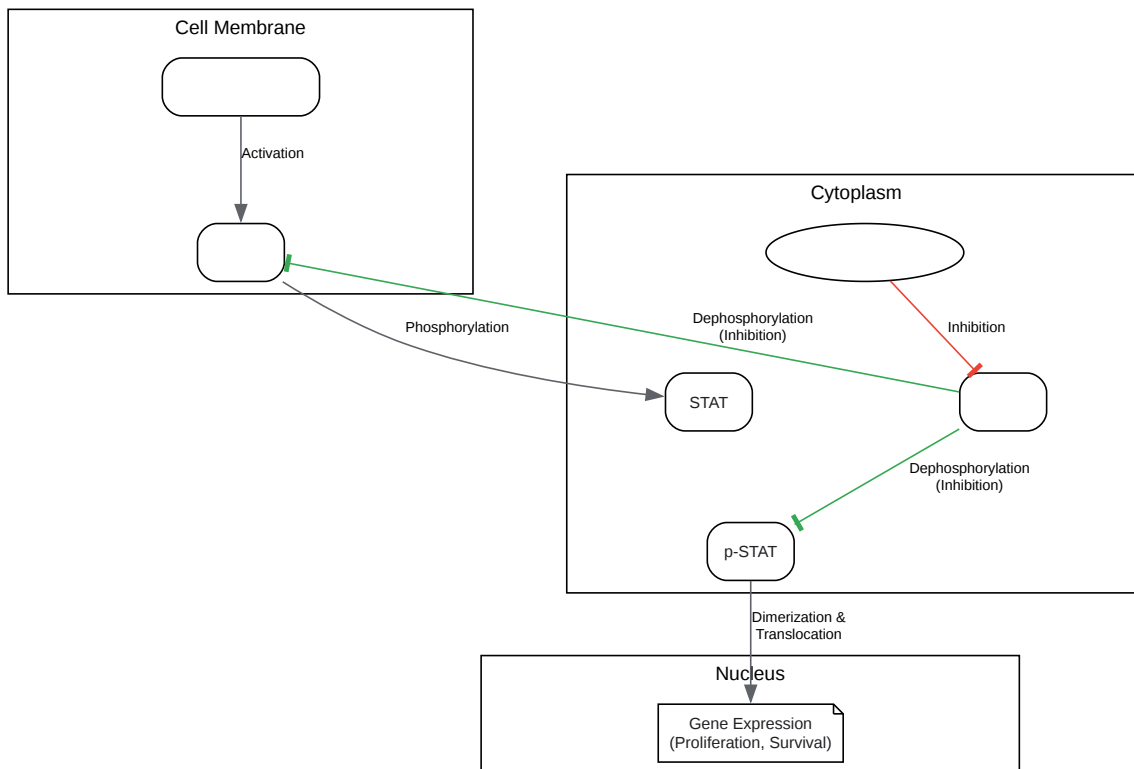 Cell Membrane
Activation
Cytoplasm
Phosphorylation
Dephosphorylation
(Inhibition)
Inhibition
STAT
Dephosphorylation
(Inhibition)
p-STAT
Dimerization &
Translocation
Nucleus
Gene Expression
(Proliferation, Survival)